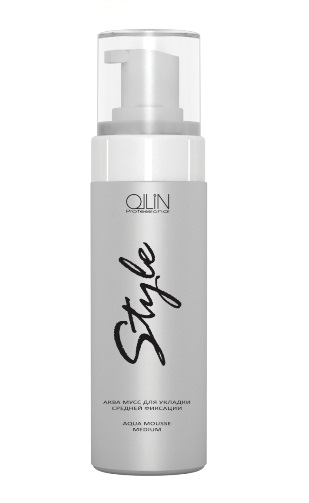 OLLIN
Professional
Style
АКВА МУСС ДЛЯ УКЛАДКИ
СРЕДНЕЙ ФИКСАЦИИ
AQUA MOUSSE
MEDIUM